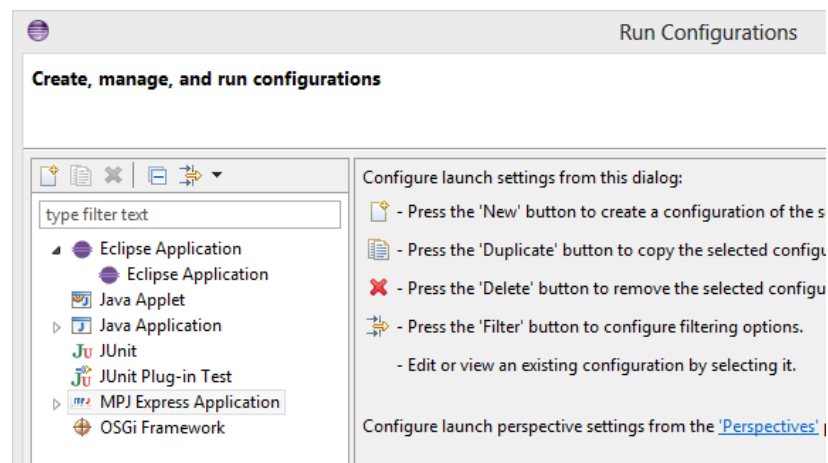 Run Configurations
Create, manage, and run configurations
type filter text
Eclipse Application
Eclipse Application
Java Applet
Java Application
JUnit
JUnit Plug-in Test
MPJ Express Application
OSGi Framework
Configure launch settings from this dialog:
- Press the 'New' button to create a configuration of the
- Press the 'Duplicate' button to copy the selected
- Press the 'Delete' button to remove the selected
- Press the 'Filter' button to configure filtering options.
- Edit or view an existing configuration by selecting it.
Configure launch perspective settings from the 'Perspectives'